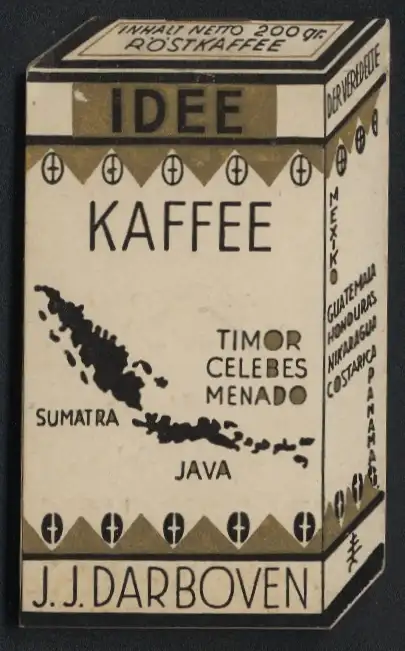 INHALT NETTO 200 gr.
RÖSTKAFFEE
IDEE
KAFFEE
TIMOR
CELEBES
MENADO
SUMATRA
JAVA
J.J. DARBOVEN
DER VEREDELTE
MEXIKO
GUATEMALA
HONDURAS
NIKARAGUA
COSTARICA
PANAMA